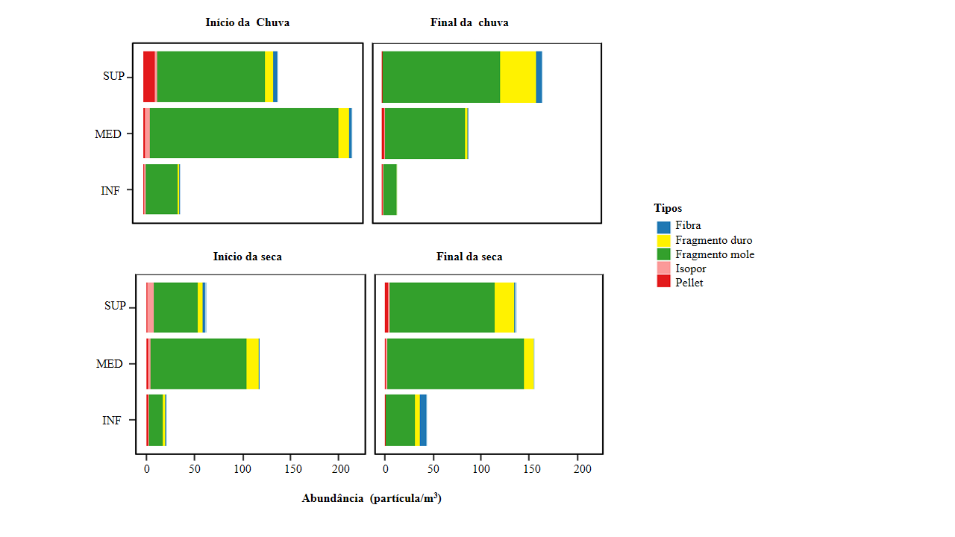 Início da Chuva
Final da chuva
SUP
MED
INF
Início da seca
Final da seca
SUP
MED
INF
0 50 100 150 200
0 50 100 150 200
Abundância (partícula/m³)
Tipos
Fibra
Fragmento duro
Fragmento mole
Isopor
Pellet